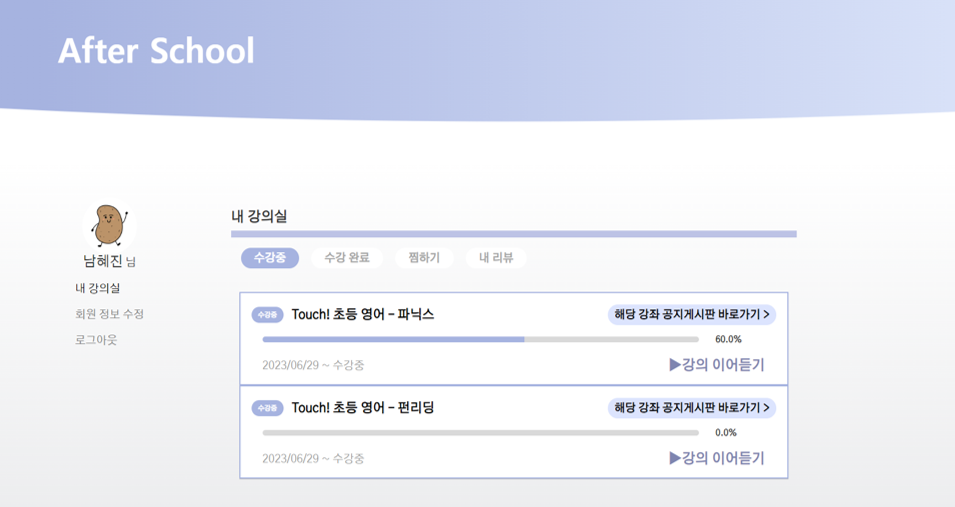 After School
남혜진 님
내 강의실
회원 정보 수정
로그아웃
내 강의실
수강중 수강 완료 찜하기 내 리뷰
수강중 Touch! 초등 영어 – 파닉스 해당 강좌 공지게시판 바로가기 >
60.0%
2023/06/29 ~ 수강중 ▶강의 이어듣기
수강중 Touch! 초등 영어 – 펀리딩 해당 강좌 공지게시판 바로가기 >
0.0%
2023/06/29 ~ 수강중 ▶강의 이어듣기